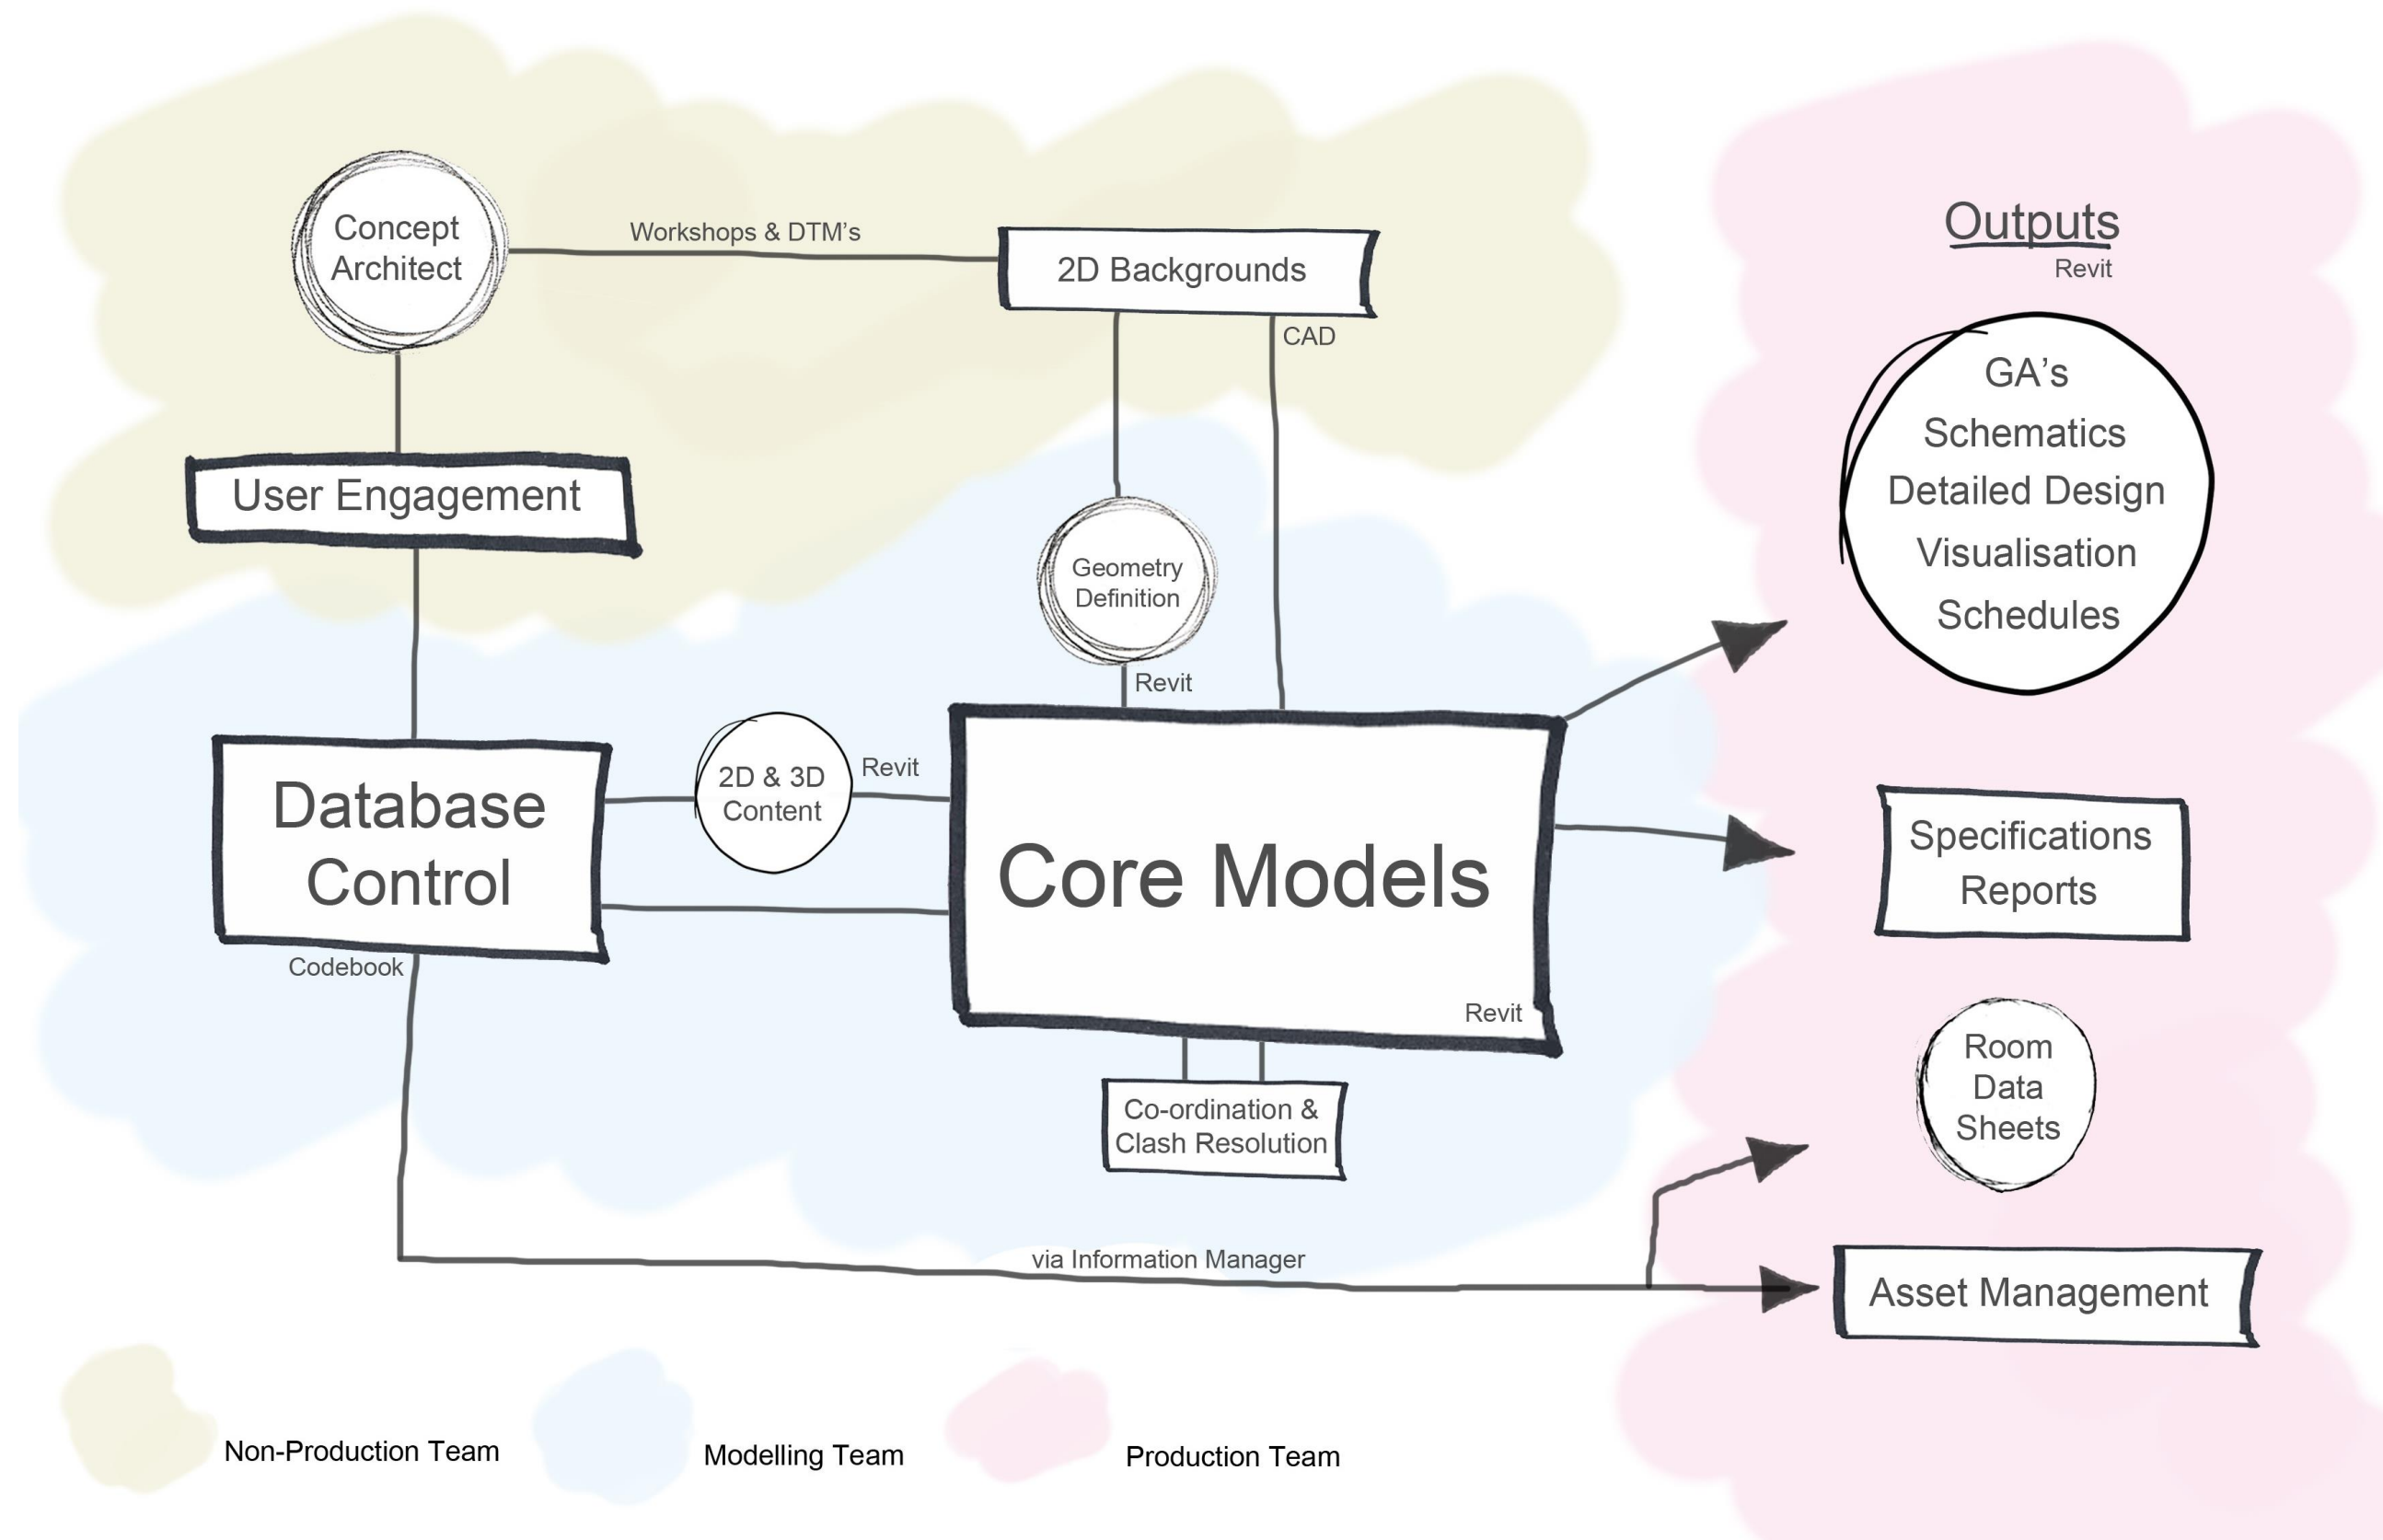 Concept
Architect
Workshops & DTM’s
2D Backgrounds
CAD
Outputs
Revit
GA’s
Schematics
Detailed Design
Visualisation
Schedules
User Engagement
Geometry
Definition
Revit
Database
Control
Codebook
2D & 3D
Content
Revit
Core Models
Revit
Specifications
Reports
Co-ordination &
Clash Resolution
Room
Data
Sheets
via Information Manager
Asset Management
Non-Production Team
Modelling Team
Production Team